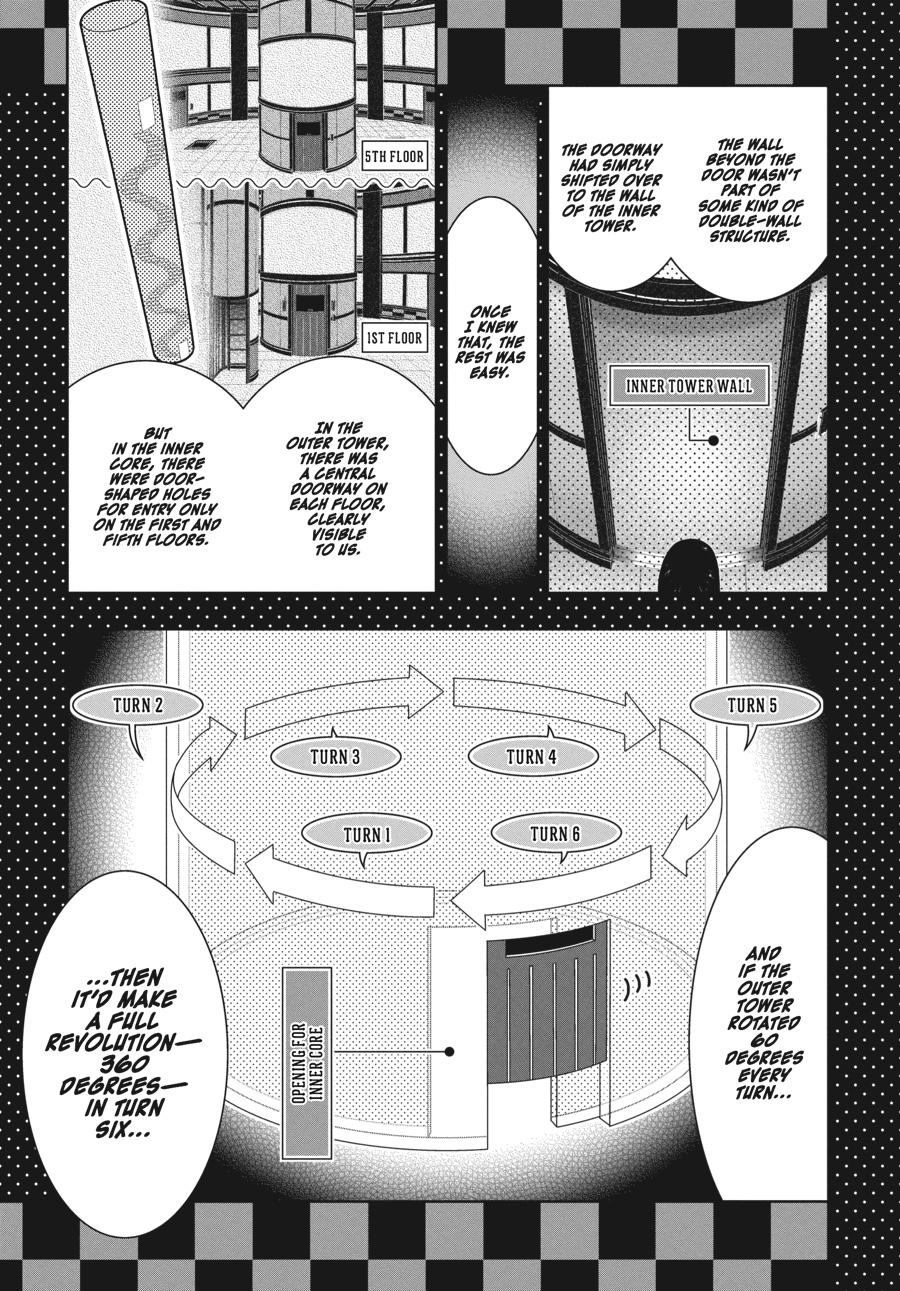 THE WALL
BEYOND THE
DOOR WASN'T
PART OF
SOME KIND OF
DOUBLE-WALL
STRUCTURE.
THE DOORWAY
HAD SIMPLY
SHIFTED OVER
TO THE WALL
OF THE INNER
TOWER.
INNER TOWER WALL
ONCE
I KNEW
THAT, THE
REST WAS
EASY.
5TH FLOOR
1ST FLOOR
IN THE
OUTER TOWER,
THERE WAS
A CENTRAL
DOORWAY ON
EACH FLOOR,
CLEARLY
VISIBLE
TO US.
BUT
IN THE INNER
CORE, THERE
WERE DOOR-
SHAPED HOLES
FOR ENTRY ONLY
ON THE FIRST AND
FIFTH FLOORS.
TURN 5
TURN 4
TURN 3
TURN 2
TURN 6
TURN 1
AND
IF THE
OUTER
TOWER
ROTATED
60
DEGREES
EVERY
TURN...
OPENING FOR
INNER CORE
...THEN
IT'D MAKE
A FULL
REVOLUTION—
360
DEGREES—
IN TURN
SIX...